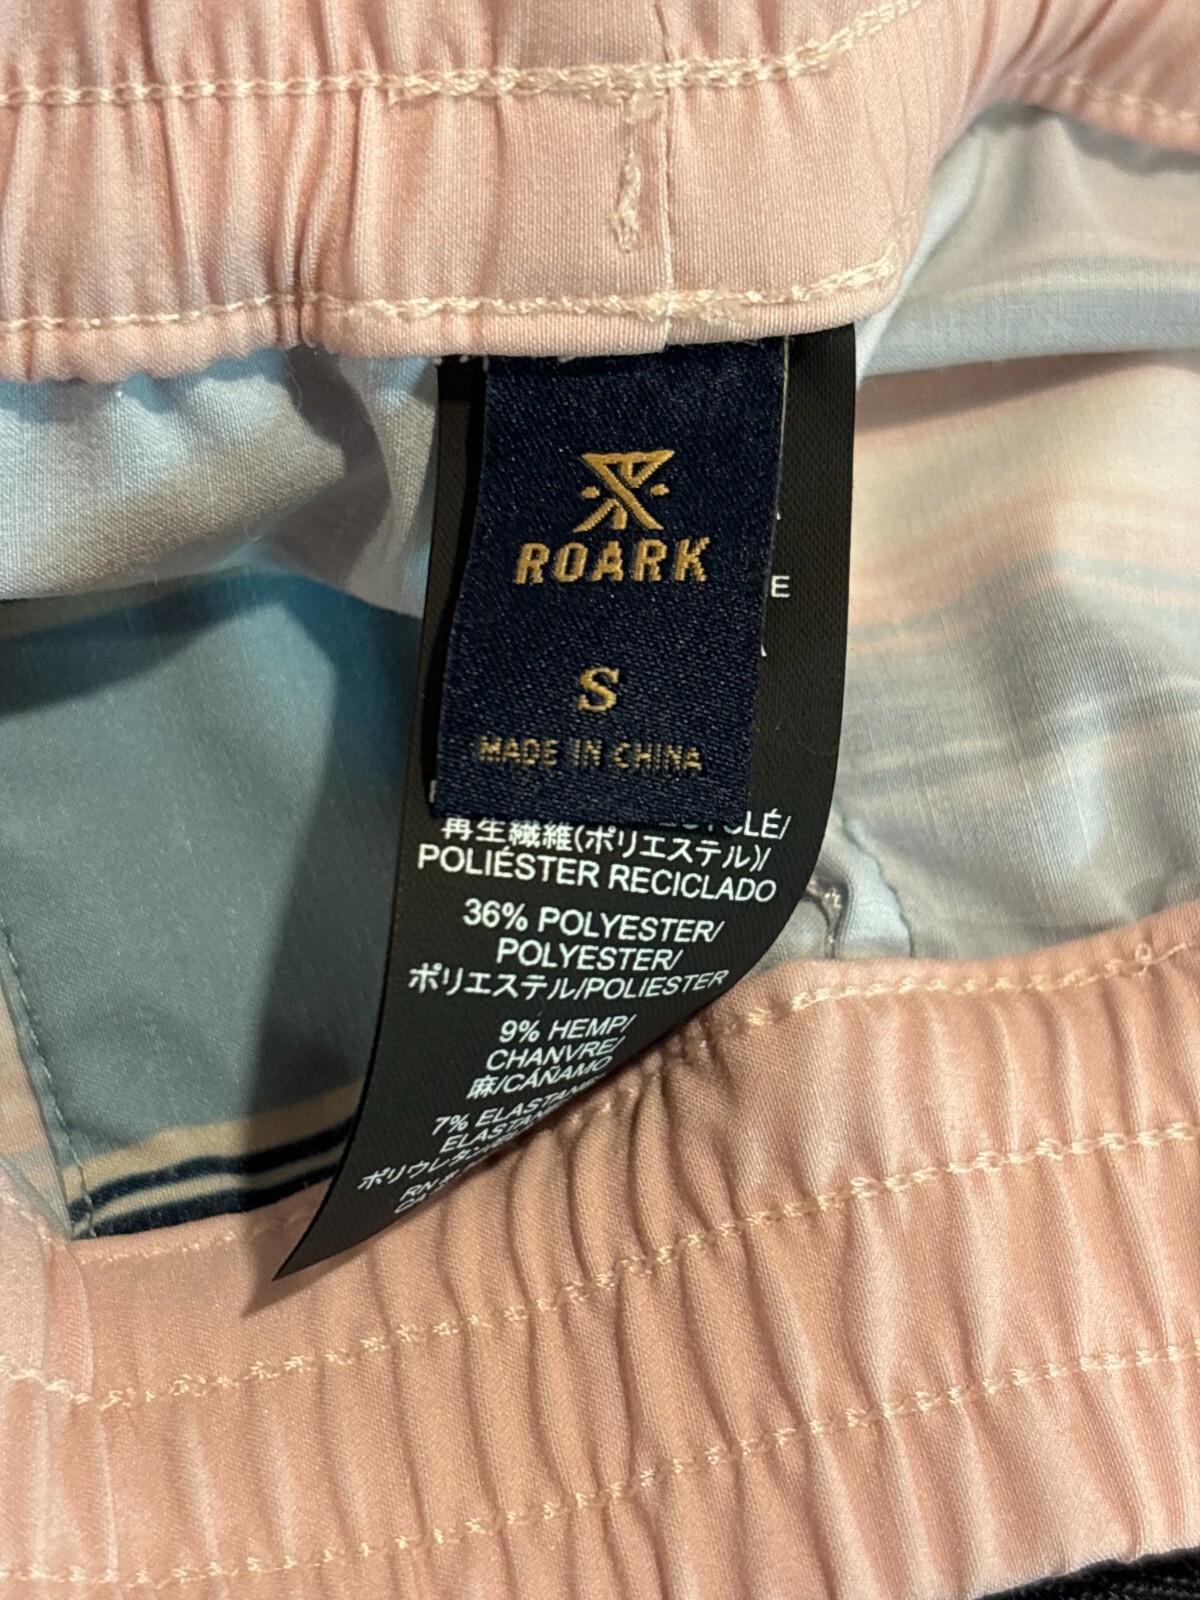 ROARK
S
MADE IN CHINA
E
再生繊維(ポリエステル)/
POLIÉSTER RECICLADO
36% POLYESTER/
POLYESTER/
ポリエステル/POLIESTER
9% HEMP/
CHANVRE/
麻/CÁÑAMO
7%